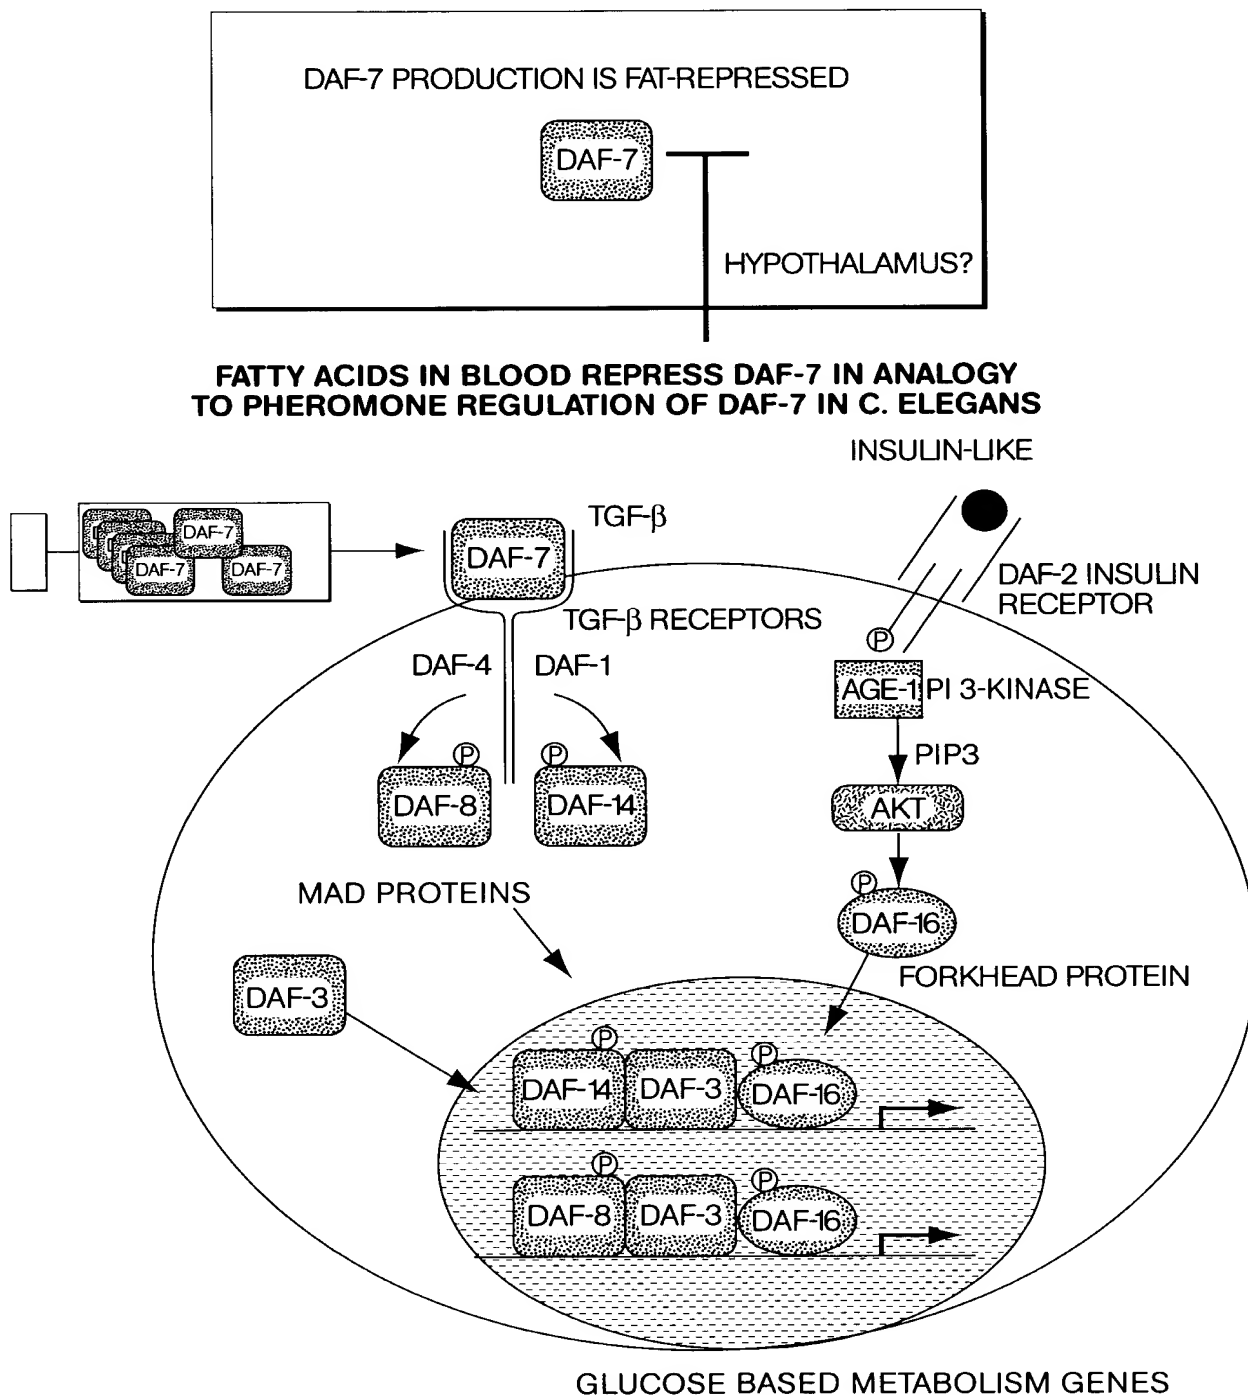 DAF-7 PRODUCTION IS FAT-REPRESSED
DAF-7
HYPOTHALAMUS?
FATTY ACIDS IN BLOOD REPRESS DAF-7 IN ANALOGY
TO PHEROMONE REGULATION OF DAF-7 IN C. ELEGANS
INSULIN-LIKE
DAF-7
DAF-7
DAF-7
TGF-β
DAF-7
DAF-2 INSULIN
RECEPTOR
TGF-β RECEPTORS
P
DAF-4
DAF-1
AGE-1
PI 3-KINASE
PIP3
P
P
DAF-8
DAF-14
AKT
MAD PROTEINS
P
DAF-16
FORKHEAD PROTEIN
DAF-3
P
P
DAF-14
DAF-3
DAF-16
P
P
DAF-8
DAF-3
DAF-16
GLUCOSE BASED METABOLISM GENES